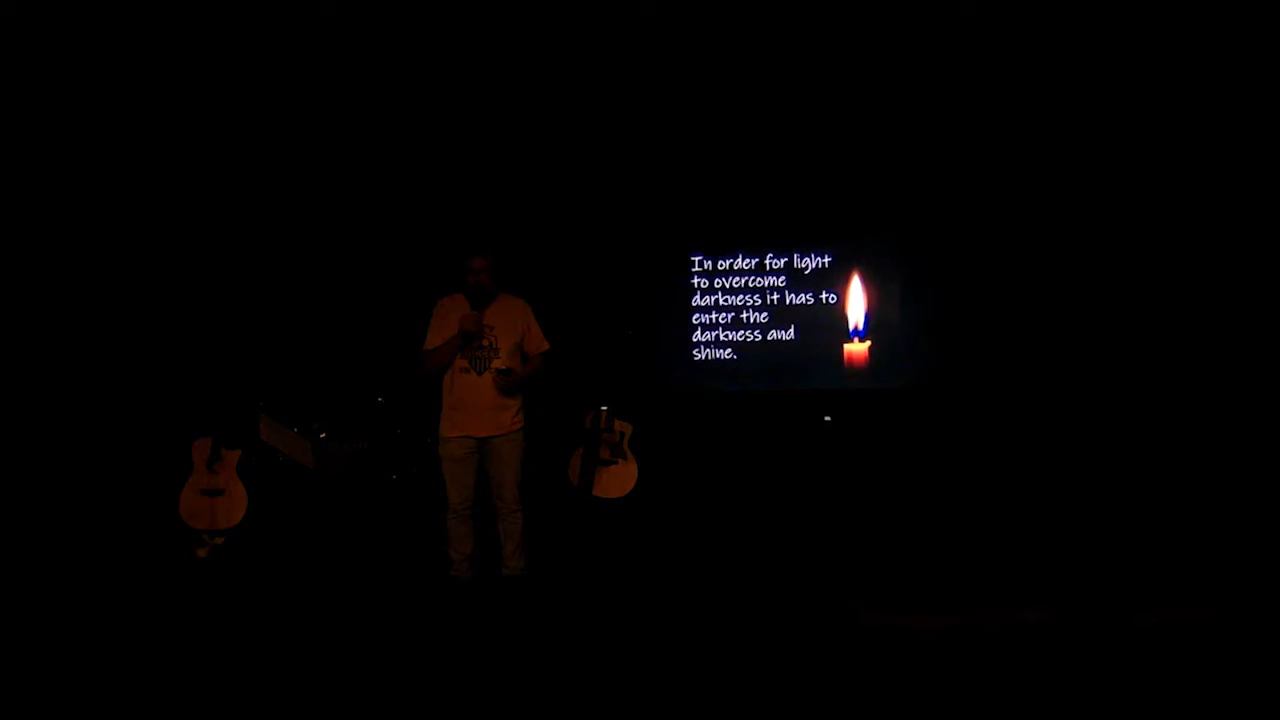 In order for light
to overcome
darkness it has to
enter the
darkness and
shine.